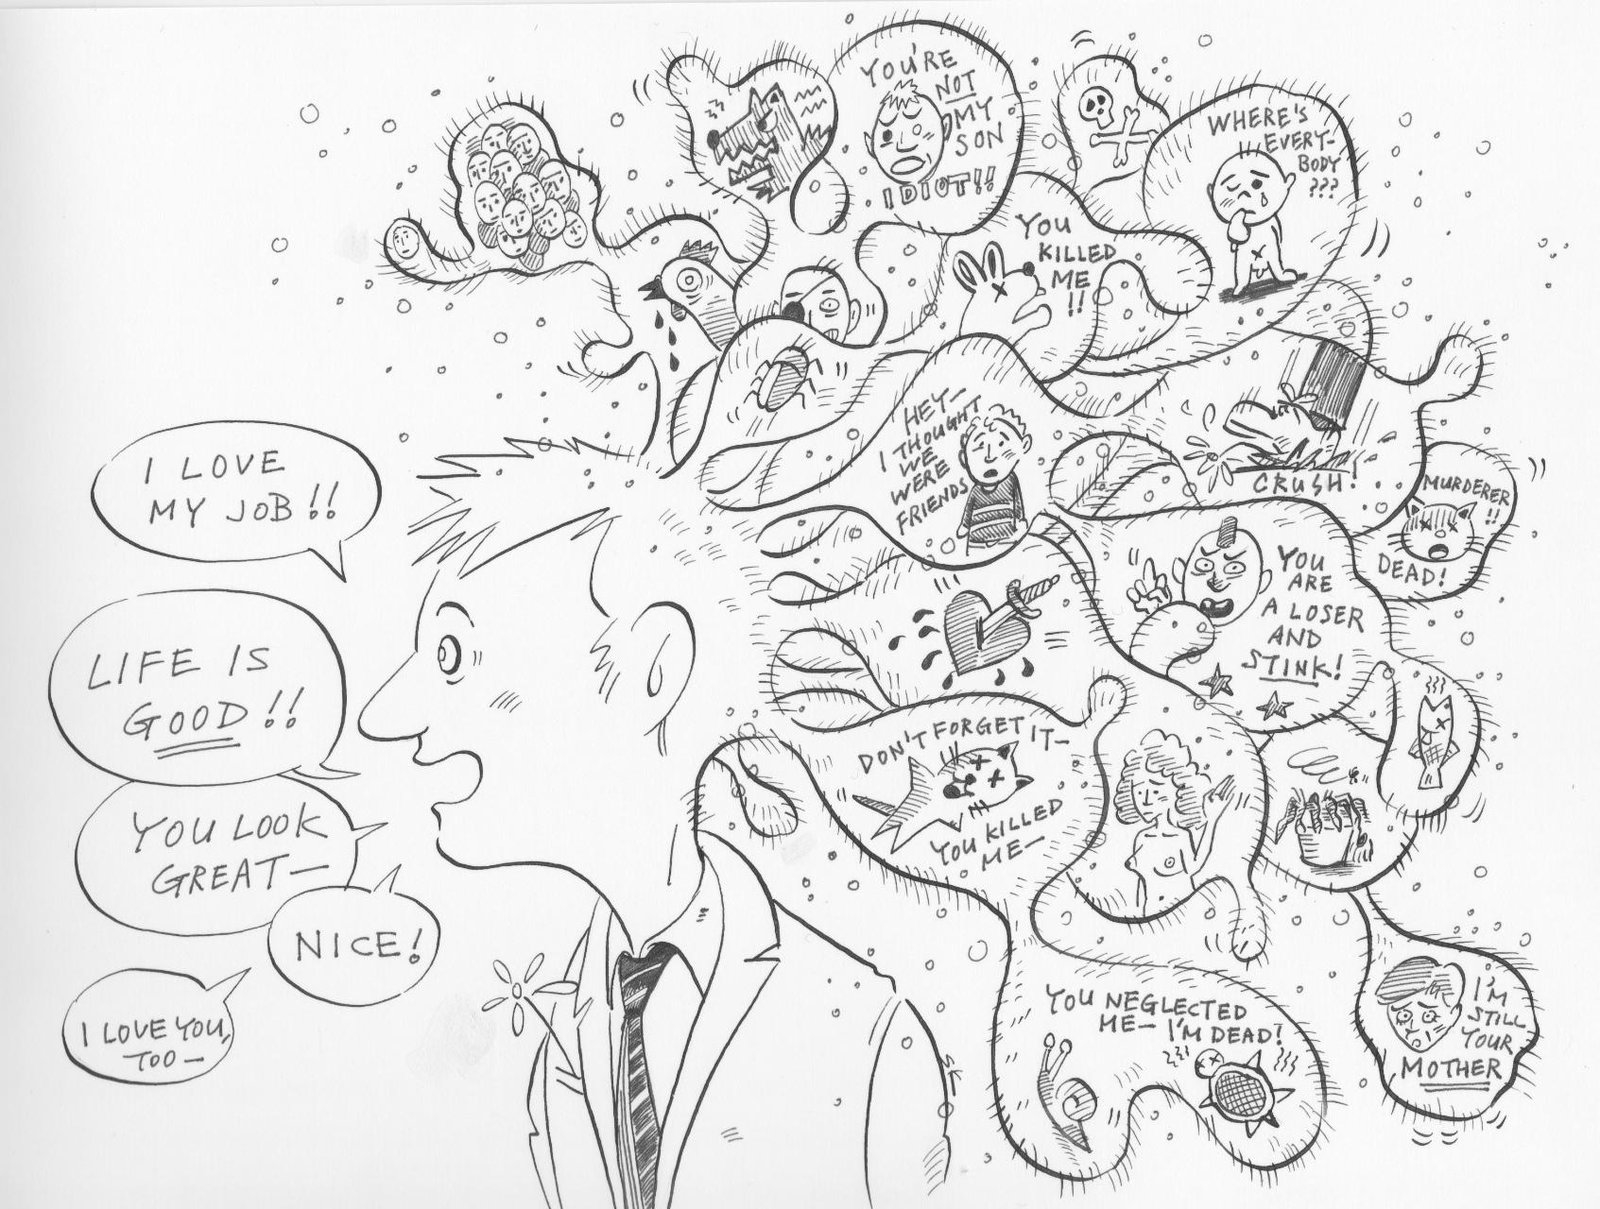 I LOVE
MY JOB!!
LIFE IS
GOOD!!
YOU LOOK
GREAT—
NICE!
I LOVE YOU,
TOO—
YOU'RE
NOT
MY
SON
IDIOT!!
WHERE'S
EVERY-
BODY
???
YOU
KILLED
ME
!!
HEY—
I THOUGHT
WE
WERE
FRIENDS
CRUSH!
MURDERER
!!
DEAD!
YOU
ARE
A LOSER
AND
STINK!
DON'T FORGET IT—
YOU KILLED
ME—
YOU NEGLECTED
ME— I'M DEAD!
I'M
STILL
YOUR
MOTHER
SK